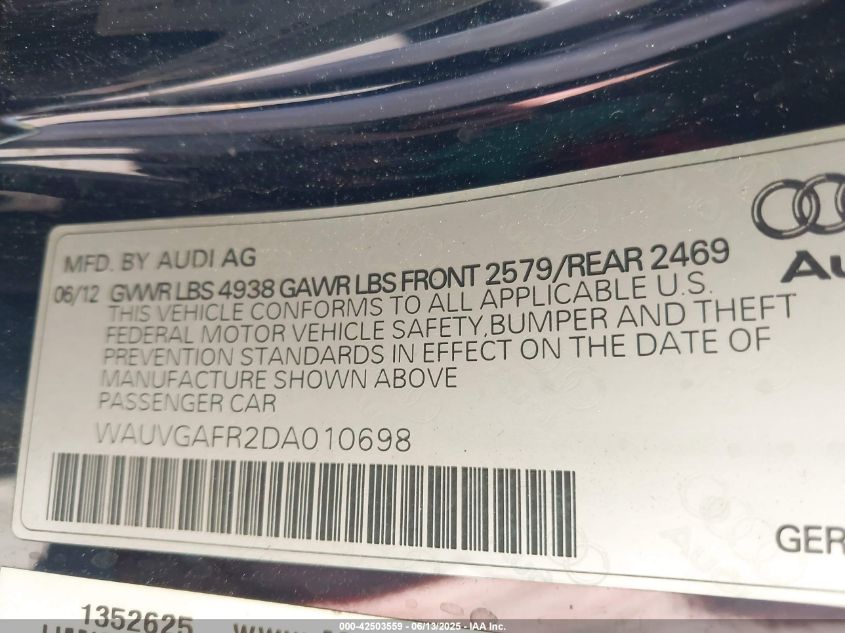 MFD. BY AUDI AG
06/12 GVWR LBS 4938 GAWR LBS FRONT 2579/REAR 2469
THIS VEHICLE CONFORMS TO ALL APPLICABLE U.S.
FEDERAL MOTOR VEHICLE SAFETY,BUMPER AND THEFT
PREVENTION STANDARDS IN EFFECT ON THE DATE OF
MANUFACTURE SHOWN ABOVE
PASSENGER CAR
WAUVGAFR2DA010698
Au
GER
1352625
000-42503559 - 06/13/2025 - IAA Inc.